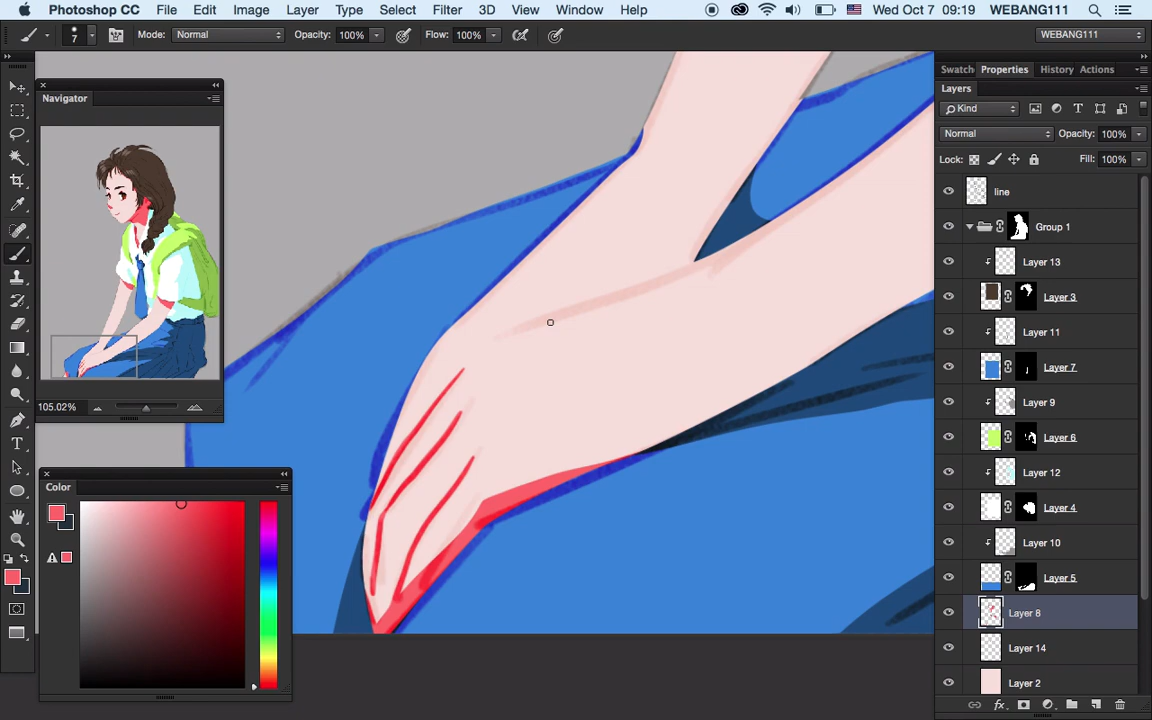 Photoshop CC File Edit Image Layer Type Select Filter 3D View Window Help Wed Oct 7 09:19 WEBANG111
7 Mode: Normal Opacity: 100% Flow: 100% WEBANG111
Navigator
105.02%
Color
Swatch Properties History Actions
Layers
Kind
Normal Opacity: 100%
Lock: Fill: 100%
line
Group 1
Layer 13
Layer 3
Layer 11
Layer 7
Layer 9
Layer 6
Layer 12
Layer 4
Layer 10
Layer 5
Layer 8
Layer 14
Layer 2
fx